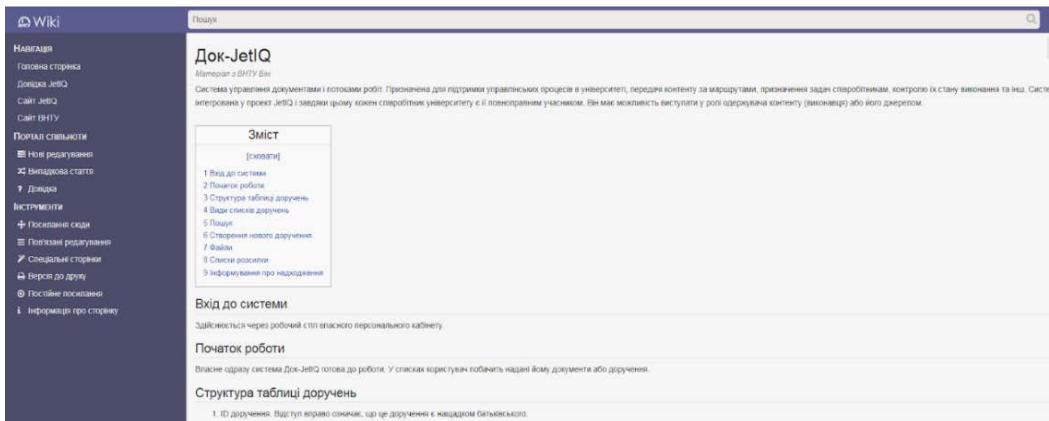 Wiki
Пошук
Навігація
Головна сторінка
Довідка JetIQ
Сайт JetIQ
Сайт ВНТУ
Портал спільноти
Нові редагування
Випадкова стаття
Довідка
Інструменти
Посилання сюди
Пов'язані редагування
Спеціальні сторінки
Версія до друку
Постійне посилання
Інформація про сторінку
Док-JetIQ
Матеріал з ВНТУ Вікі
Система управління документами і потоками робіт. Призначена для підтримки управлінських процесів в університеті, передачі контенту за маршрутами, призначення задач співробітникам, контролю їх стану виконання та інш. Систе
інтегрована у проект JetIQ і завдяки цьому кожен співробітник університету є її повноправним учасником. Він має можливість виступати у ролі одержувача контенту (виконавця) або його джерелом.
Зміст
[сховати]
1 Вхід до системи
2 Початок роботи
3 Структура таблиці доручень
4 Види списків доручень
5 Пошук
6 Створення нового доручення
7 Файли
8 Списки розсилки
9 Інформування про надходження
Вхід до системи
Здійснюється через робочий стіл власного персонального кабінету.
Початок роботи
Власне одразу система Док-JetIQ готова до роботи. У списках користувач побачить надані йому документи або доручення.
Структура таблиці доручень
1. ID доручення. Відступ вправо означає, що це доручення є нащадком батьківського.